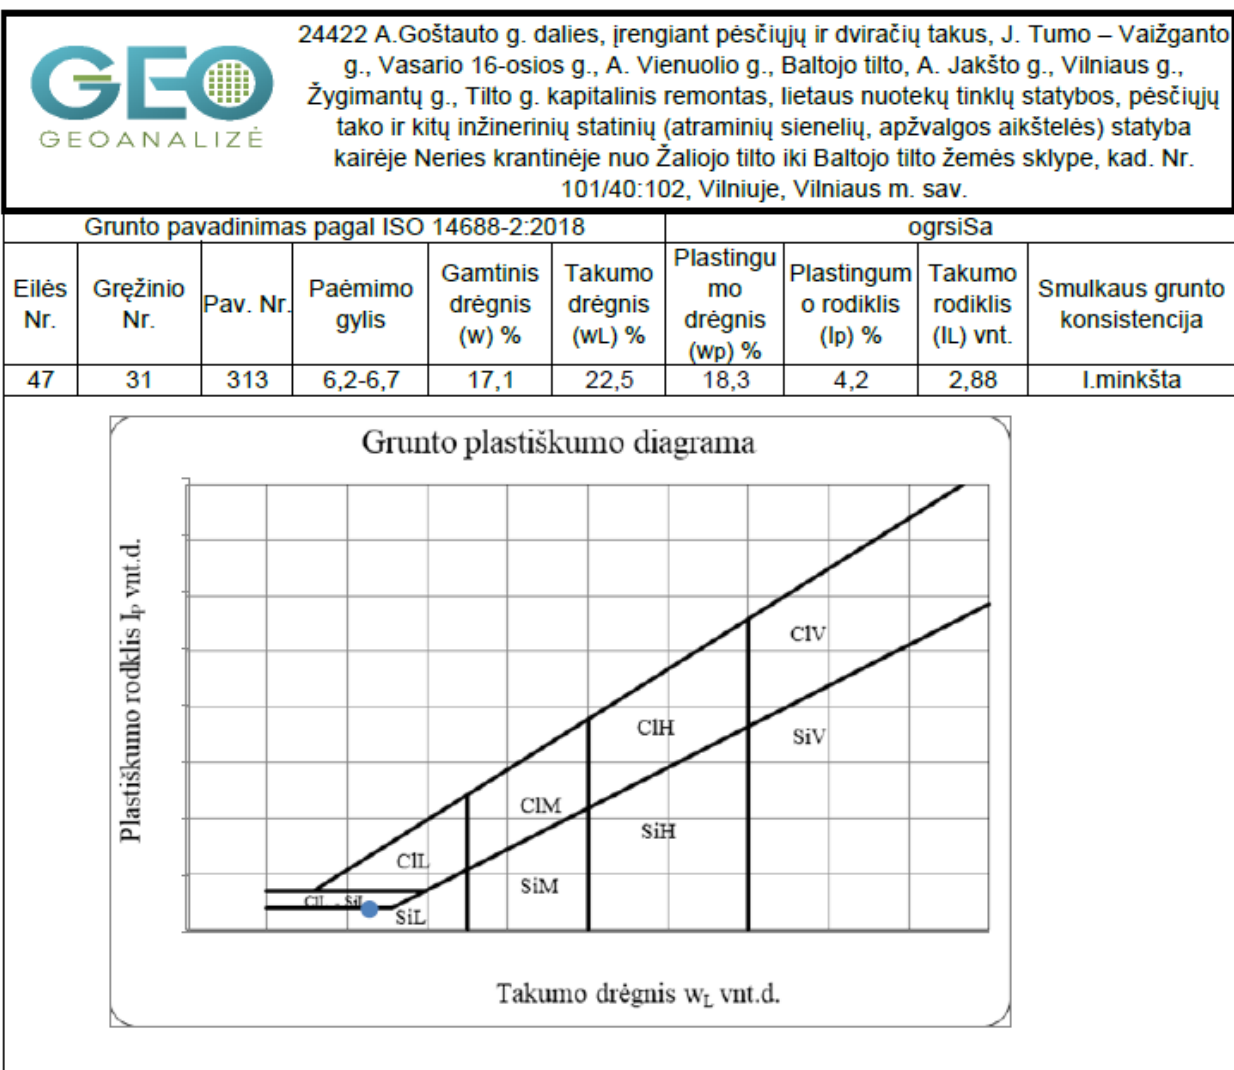 GEO
GEOANALIZĖ
24422 A.Goštauto g. dalies, įrengiant pėsčiųjų ir dviračių takus, J. Tumo – Vaižganto
g., Vasario 16-osios g., A. Vienuolio g., Baltojo tilto, A. Jakšto g., Vilniaus g.,
Žygimantų g., Tilto g. kapitalinis remontas, lietaus nuotekų tinklų statybos, pėsčiųjų
tako ir kitų inžinerinių statinių (atraminių sienelių, apžvalgos aikštelės) statyba
kairėje Neries krantinėje nuo Žaliojo tilto iki Baltojo tilto žemės sklype, kad. Nr.
101/40:102, Vilniuje, Vilniaus m. sav.
Grunto pavadinimas pagal ISO 14688-2:2018 ogrsiSa
Eilės
Nr.
Gręžinio
Nr.
Pav. Nr.
Paėmimo
gylis
Gamtinis
drėgnis
(w) %
Takumo
drėgnis
(wL) %
Plastingu
mo
drėgnis
(wp) %
Plastingum
o rodiklis
(Ip) %
Takumo
rodiklis
(IL) vnt.
Smulkaus grunto
konsistencija
47 31 313 6,2-6,7 17,1 22,5 18,3 4,2 2,88 l.minkšta
Grunto plastiškumo diagrama
Plastiškumo rodklis Ip vnt.d.
ClV
SiV
ClH
SiH
ClM
SiM
ClL
ClL - SiL
SiL
Takumo drėgnis wL vnt.d.